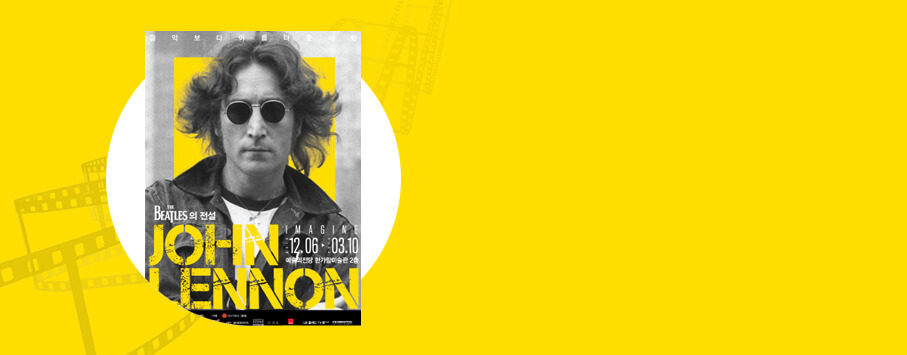 음악보다 아름다운 사람
THE
BEATLES의 전설
IMAGINE
12.06 03.10
예술의전당 한가람미술관 2층
JOHN
LENNON